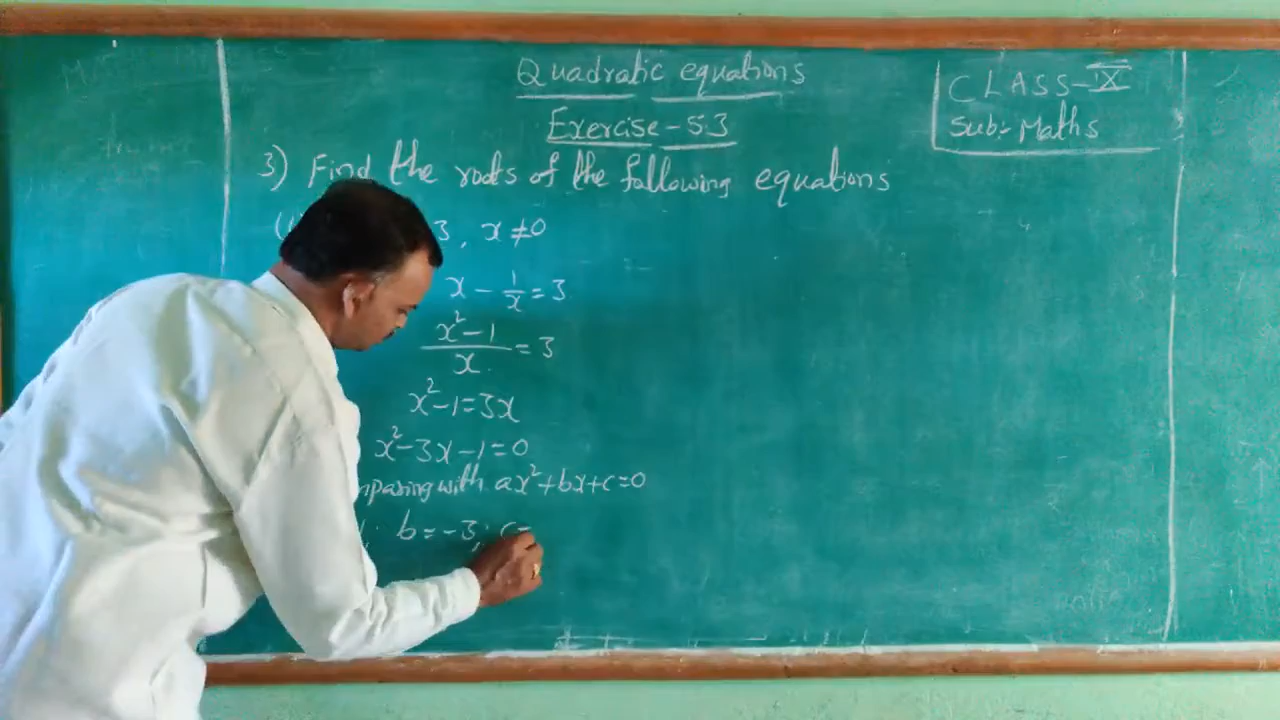 Quadratic equations
Exercise-5.3
CLASS-IX
Sub:- Maths
3) Find the roots of the following equations
3, x≠0
x - 1/x = 3
x²-1/x = 3
x²-1=3x
x²-3x-1=0
mparing with ax²+bx+c=0
b=-3; c=